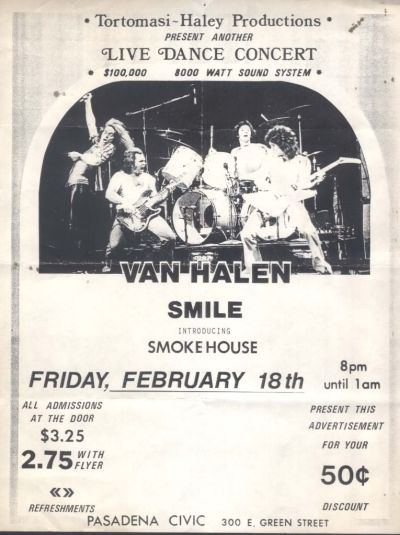 • Tortomasi-Haley Productions •
PRESENT ANOTHER
LIVE DANCE CONCERT
• $100,000 8000 WATT SOUND SYSTEM •
VAN HALEN
SMILE
INTRODUCING
SMOKE HOUSE
FRIDAY, FEBRUARY 18th
8pm
until 1am
ALL ADMISSIONS
AT THE DOOR
$3.25
2.75 WITH
FLYER
«»
REFRESHMENTS
PRESENT THIS
ADVERTISEMENT
FOR YOUR
50¢
DISCOUNT
PASADENA CIVIC 300 E. GREEN STREET